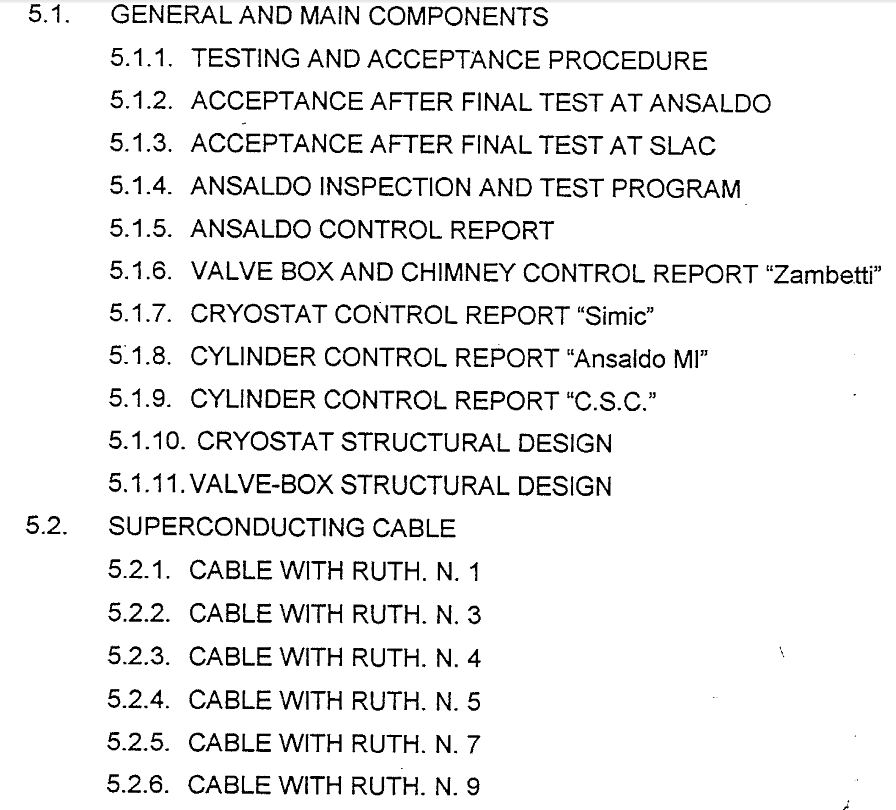 5.1. GENERAL AND MAIN COMPONENTS
5.1.1. TESTING AND ACCEPTANCE PROCEDURE
5.1.2. ACCEPTANCE AFTER FINAL TEST AT ANSALDO
5.1.3. ACCEPTANCE AFTER FINAL TEST AT SLAC
5.1.4. ANSALDO INSPECTION AND TEST PROGRAM
5.1.5. ANSALDO CONTROL REPORT
5.1.6. VALVE BOX AND CHIMNEY CONTROL REPORT “Zambetti”
5.1.7. CRYOSTAT CONTROL REPORT “Simic”
5.1.8. CYLINDER CONTROL REPORT “Ansaldo MI”
5.1.9. CYLINDER CONTROL REPORT “C.S.C.”
5.1.10. CRYOSTAT STRUCTURAL DESIGN
5.1.11. VALVE-BOX STRUCTURAL DESIGN
5.2. SUPERCONDUCTING CABLE
5.2.1. CABLE WITH RUTH. N. 1
5.2.2. CABLE WITH RUTH. N. 3
5.2.3. CABLE WITH RUTH. N. 4
5.2.4. CABLE WITH RUTH. N. 5
5.2.5. CABLE WITH RUTH. N. 7
5.2.6. CABLE WITH RUTH. N. 9